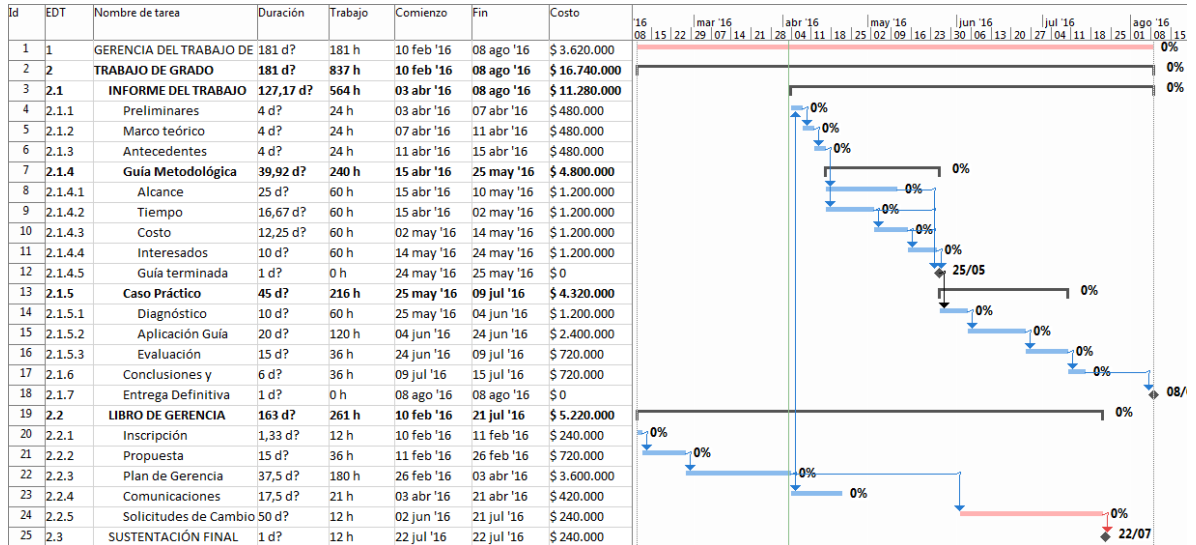 Id EDT Nombre de tarea Duración Trabajo Comienzo Fin Costo
'16 mar '16 abr '16 may '16 jun '16 jul '16 ago '16
08 15 22 29 07 14 21 28 04 11 18 25 02 09 16 23 30 06 13 20 27 04 11 18 25 01 08 15
1 1 GERENCIA DEL TRABAJO DE 181 d? 181 h 10 feb '16 08 ago '16 $ 3.620.000 0%
2 2 TRABAJO DE GRADO 181 d? 837 h 10 feb '16 08 ago '16 $ 16.740.000 0%
3 2.1 INFORME DEL TRABAJO 127,17 d? 564 h 03 abr '16 08 ago '16 $ 11.280.000 0%
4 2.1.1 Preliminares 4 d? 24 h 03 abr '16 07 abr '16 $ 480.000 0%
5 2.1.2 Marco teórico 4 d? 24 h 07 abr '16 11 abr '16 $ 480.000 0%
6 2.1.3 Antecedentes 4 d? 24 h 11 abr '16 15 abr '16 $ 480.000 0%
7 2.1.4 Guía Metodológica 39,92 d? 240 h 15 abr '16 25 may '16 $ 4.800.000 0%
8 2.1.4.1 Alcance 25 d? 60 h 15 abr '16 10 may '16 $ 1.200.000 0%
9 2.1.4.2 Tiempo 16,67 d? 60 h 15 abr '16 02 may '16 $ 1.200.000 0%
10 2.1.4.3 Costo 12,25 d? 60 h 02 may '16 14 may '16 $ 1.200.000 0%
11 2.1.4.4 Interesados 10 d? 60 h 14 may '16 24 may '16 $ 1.200.000 0%
12 2.1.4.5 Guía terminada 1 d? 0 h 24 may '16 25 may '16 $ 0 25/05
13 2.1.5 Caso Práctico 45 d? 216 h 25 may '16 09 jul '16 $ 4.320.000 0%
14 2.1.5.1 Diagnóstico 10 d? 60 h 25 may '16 04 jun '16 $ 1.200.000 0%
15 2.1.5.2 Aplicación Guía 20 d? 120 h 04 jun '16 24 jun '16 $ 2.400.000 0%
16 2.1.5.3 Evaluación 15 d? 36 h 24 jun '16 09 jul '16 $ 720.000 0%
17 2.1.6 Conclusiones y 6 d? 36 h 09 jul '16 15 jul '16 $ 720.000 0%
18 2.1.7 Entrega Definitiva 1 d? 0 h 08 ago '16 08 ago '16 $ 0 08/
19 2.2 LIBRO DE GERENCIA 163 d? 261 h 10 feb '16 21 jul '16 $ 5.220.000 0%
20 2.2.1 Inscripción 1,33 d? 12 h 10 feb '16 11 feb '16 $ 240.000 0%
21 2.2.2 Propuesta 15 d? 36 h 11 feb '16 26 feb '16 $ 720.000 0%
22 2.2.3 Plan de Gerencia 37,5 d? 180 h 26 feb '16 03 abr '16 $ 3.600.000 0%
23 2.2.4 Comunicaciones 17,5 d? 21 h 03 abr '16 21 abr '16 $ 420.000 0%
24 2.2.5 Solicitudes de Cambio 50 d? 12 h 02 jun '16 21 jul '16 $ 240.000 0%
25 2.3 SUSTENTACIÓN FINAL 1 d? 12 h 22 jul '16 22 jul '16 $ 240.000 22/07